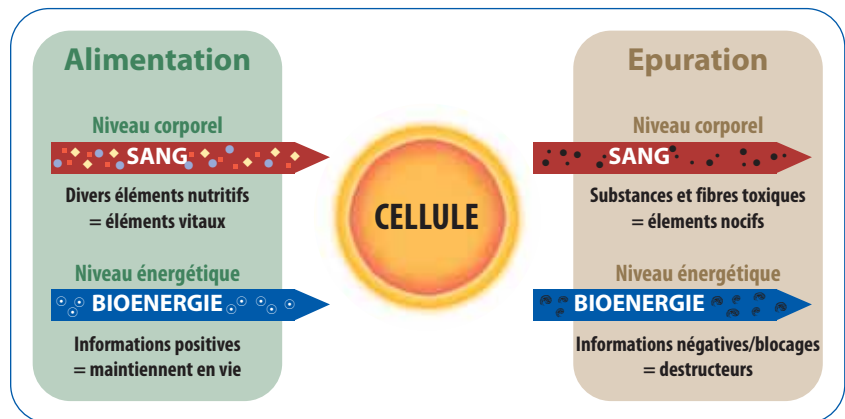 Alimentation
Niveau corporel
SANG
Divers éléments nutritifs
= éléments vitaux
Niveau énergétique
BIOENERGIE
Informations positives
= maintiennent en vie
CELLULE
Epuration
Niveau corporel
SANG
Substances et fibres toxiques
= élements nocifs
Niveau énergétique
BIOENERGIE
Informations négatives/blocages
= destructeurs